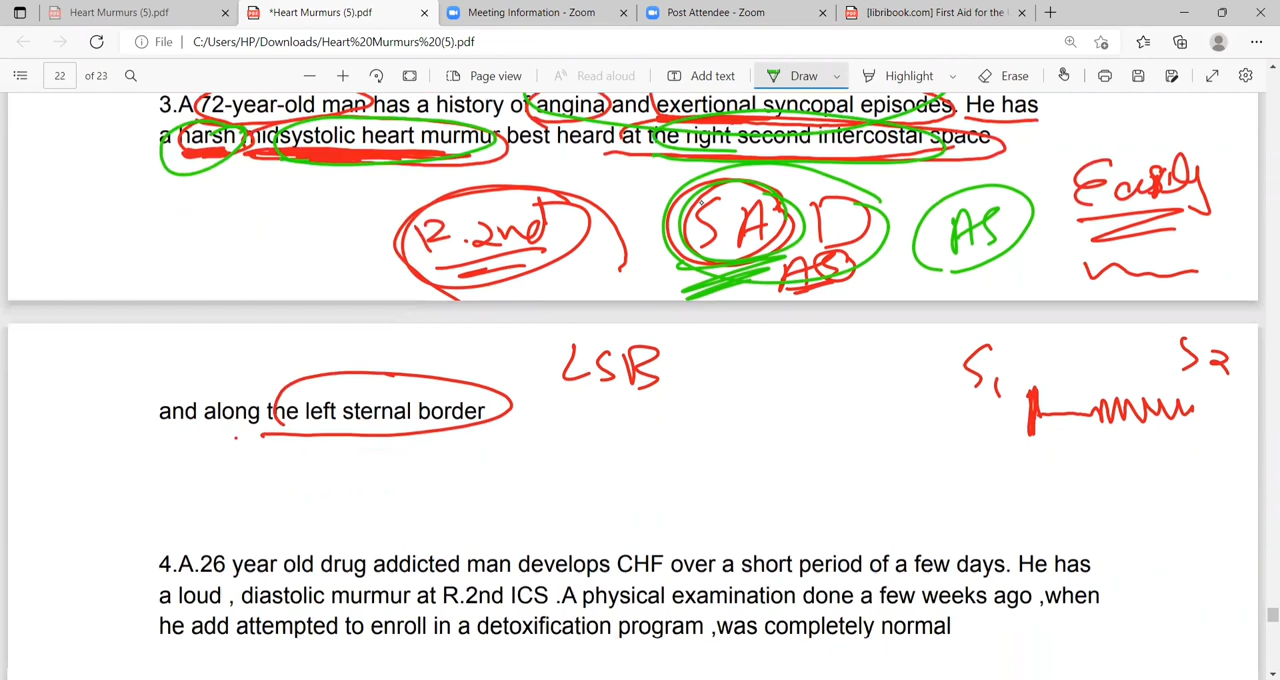 Heart Murmurs (5).pdf
*Heart Murmurs (5).pdf
Meeting Information - Zoom
Post Attendee - Zoom
[libribook.com] First Aid for the
File
C:/Users/HP/Downloads/Heart%20Murmurs%20(5).pdf
22 of 23
Page view
Read aloud
Add text
Draw
Highlight
Erase
3.A 72-year-old man has a history of angina and exertional syncopal episodes. He has
a harsh midsystolic heart murmur best heard at the right second intercostal space
R.2nd
SA
D
AS
AS
LSB
S1
S2
and along the left sternal border
4.A.26 year old drug addicted man develops CHF over a short period of a few days. He has
a loud , diastolic murmur at R.2nd ICS .A physical examination done a few weeks ago ,when
he add attempted to enroll in a detoxification program ,was completely normal